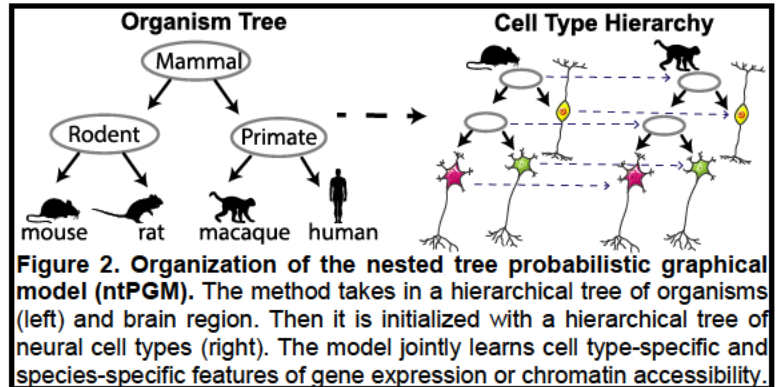 Organism Tree
Cell Type Hierarchy
Mammal
Rodent
Primate
mouse rat macaque human
Figure 2. Organization of the nested tree probabilistic graphical
model (ntPGM). The method takes in a hierarchical tree of organisms
(left) and brain region. Then it is initialized with a hierarchical tree of
neural cell types (right). The model jointly learns cell type-specific and
species-specific features of gene expression or chromatin accessibility.